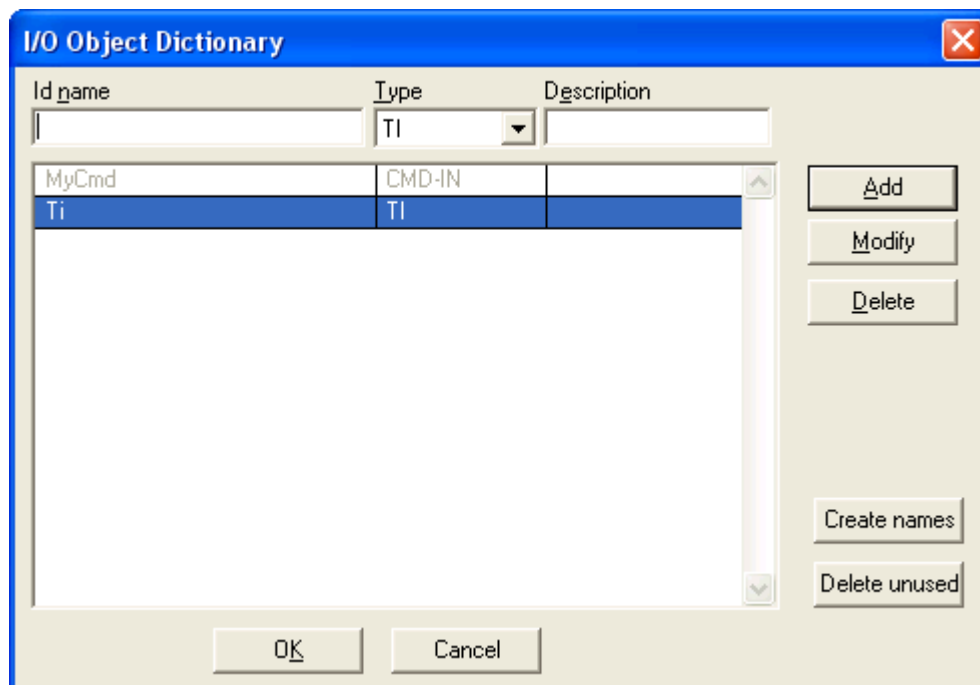 I/O Object Dictionary
Id name Type Description
TI
MyCmd CMD-IN
Ti TI
Add
Modify
Delete
Create names
Delete unused
OK Cancel